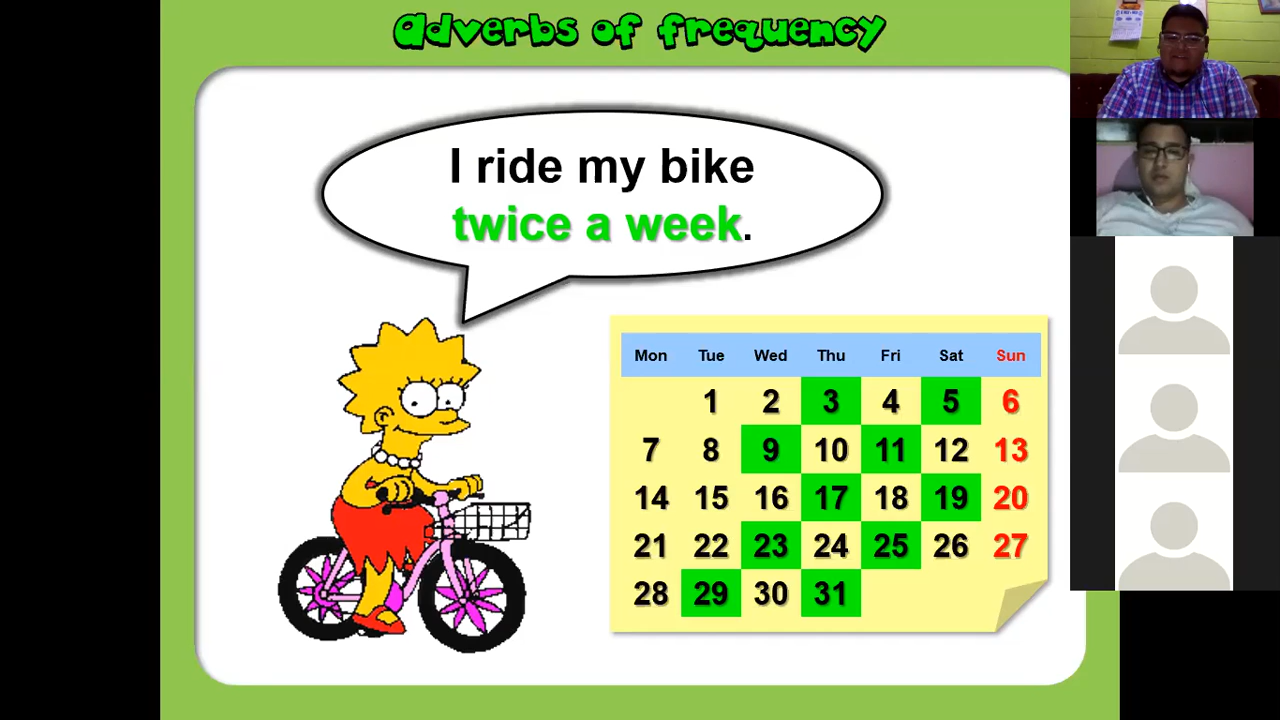 Adverbs of frequency
I ride my bike
twice a week.
Mon Tue Wed Thu Fri Sat Sun
1 2 3 4 5 6
7 8 9 10 11 12 13
14 15 16 17 18 19 20
21 22 23 24 25 26 27
28 29 30 31